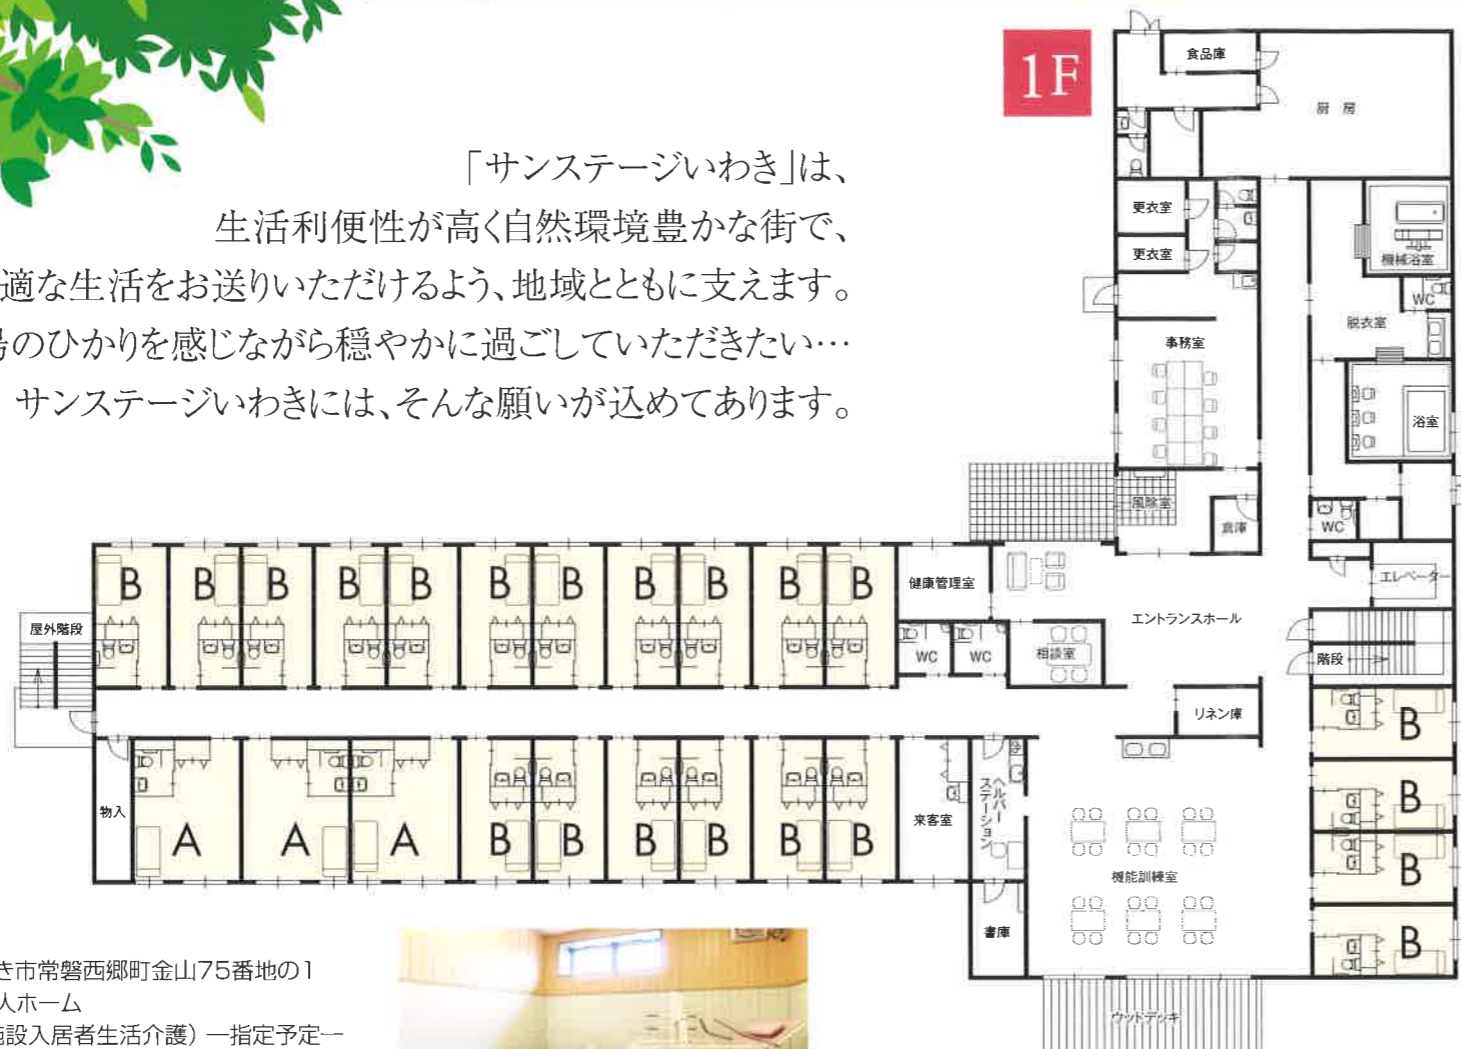 1F
「サンステージいわき」は、
生活利便性が高く自然環境豊かな街で、
適な生活をお送りいただけるよう、地域とともに支えます。
のひかりを感じながら穏やかに過ごしていただきたい…
サンステージいわきには、そんな願いが込めてあります。
食品庫
厨房
更衣室
更衣室
機械浴室
WC
脱衣室
事務室
浴室
風除室
倉庫
WC
エレベーター
B B B B B B B B B B B
健康管理室
エントランスホール
屋外階段
WC
WC
相談室
階段
リネン庫
B
B
B
B
物入
A A A B B B B B B
来客室
ヘルパー
ステーション
機能訓練室
書庫
ウッドデッキ
き市常磐西郷町金山75番地の1
人ホーム
施設入居者生活介護）―指定予定―